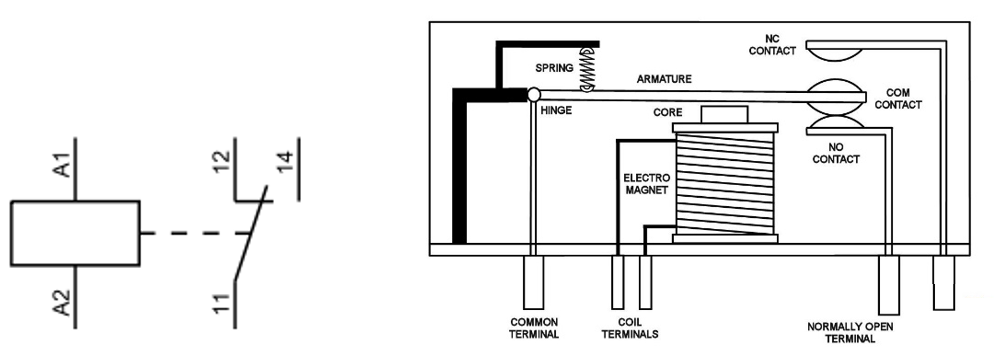 A1
A2
12
14
11
NC
CONTACT
SPRING
ARMATURE
COM
CONTACT
HINGE
CORE
NO
CONTACT
ELECTRO
MAGNET
COMMON
TERMINAL
COIL
TERMINALS
NORMALLY OPEN
TERMINAL